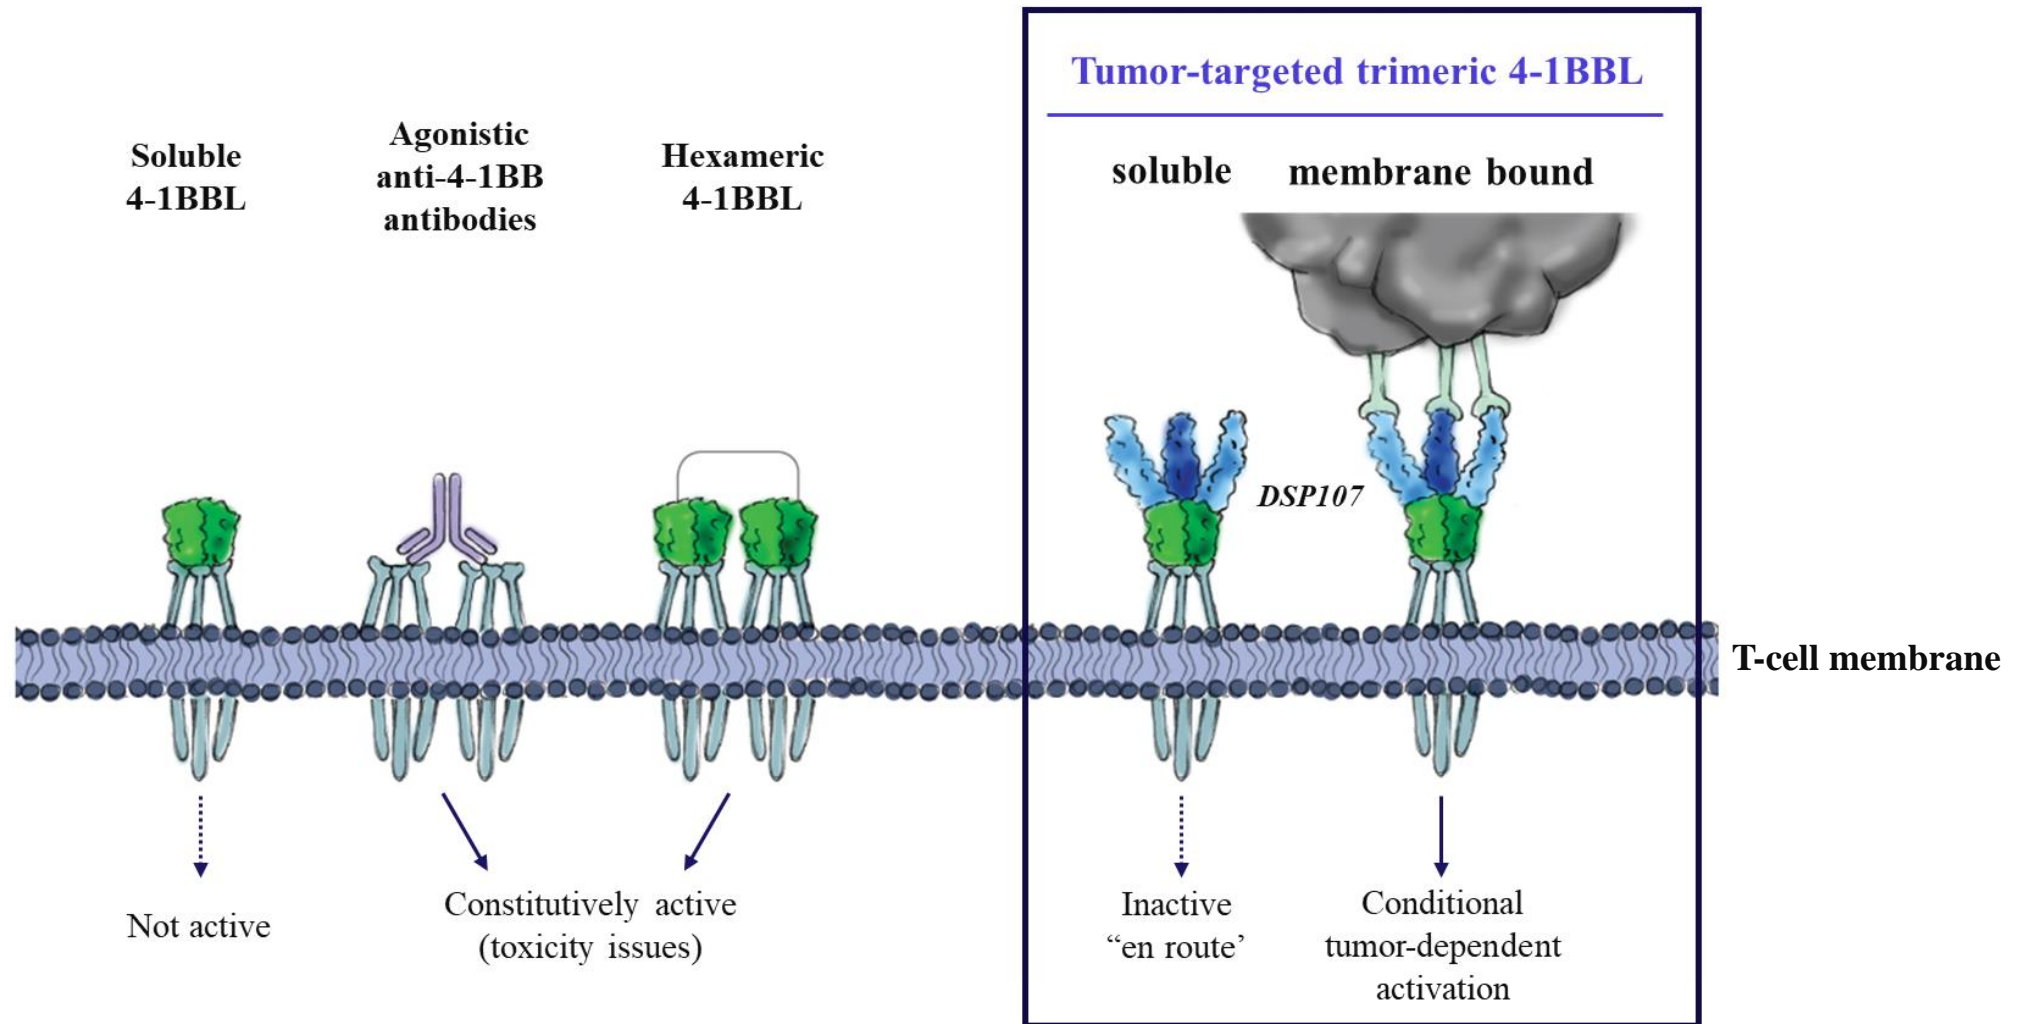 Soluble
4-1BBL
Agonistic
anti-4-1BB
antibodies
Hexameric
4-1BBL
Tumor-targeted trimeric 4-1BBL
soluble
membrane bound
DSP107
T-cell membrane
Not active
Constitutively active
(toxicity issues)
Inactive
“en route’
Conditional
tumor-dependent
activation